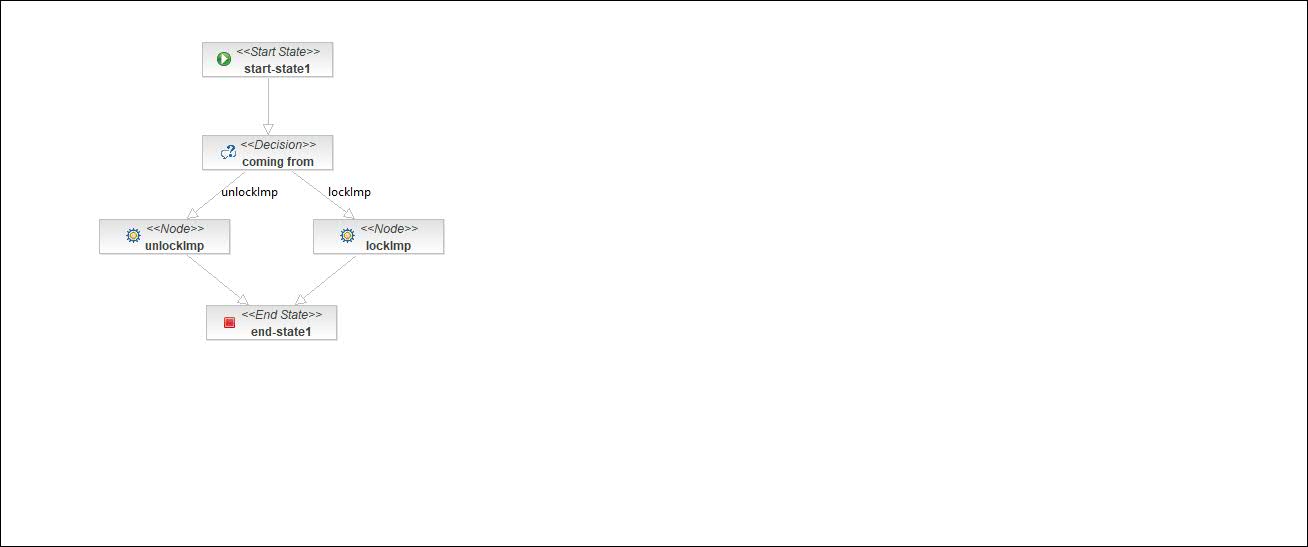 <<Start State>>
start-state1
<<Decision>>
coming from
unlockImp
lockImp
<<Node>>
unlockImp
<<Node>>
lockImp
<<End State>>
end-state1